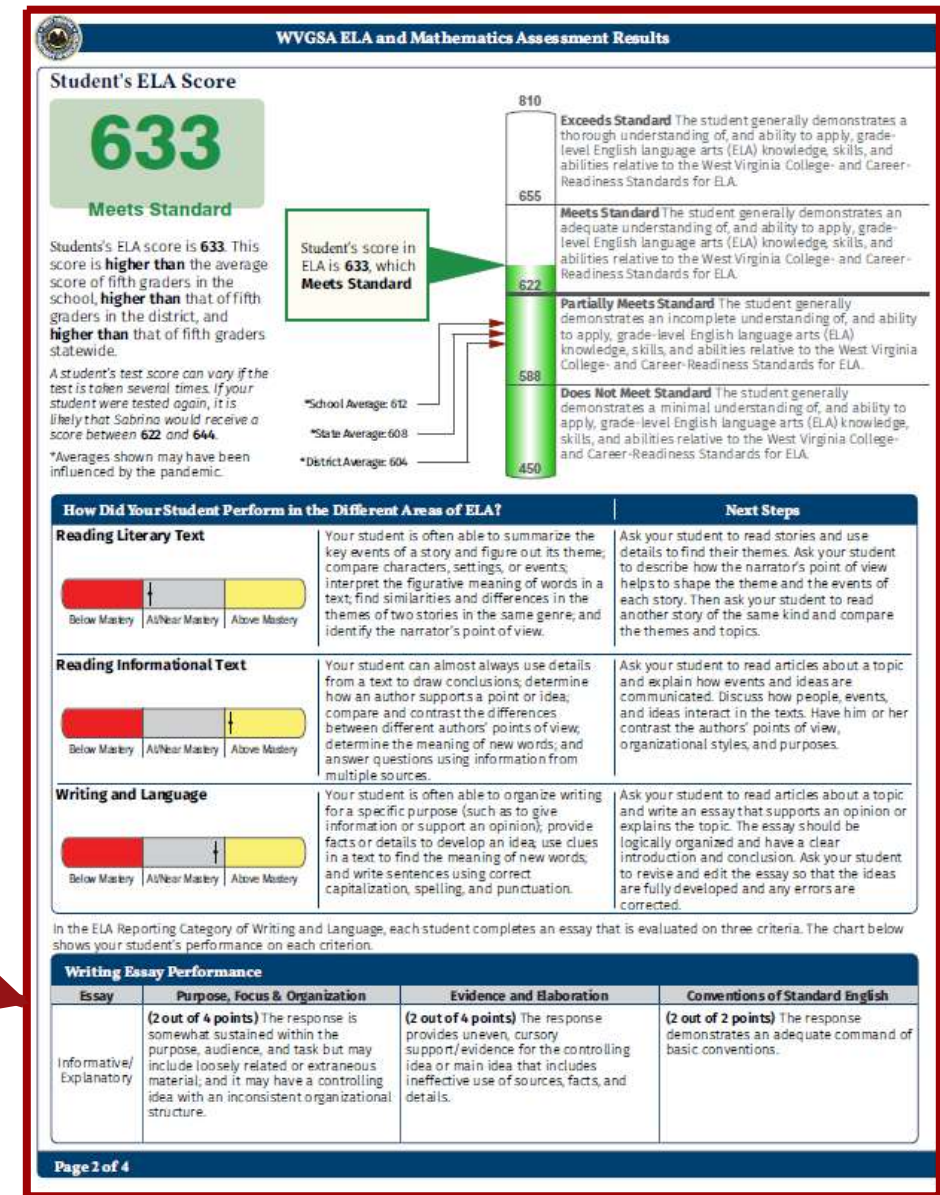 WVGSA ELA and Mathematics Assessment Results
Student's ELA Score
633
Meets Standard
Students's ELA score is 633. This
score is higher than the average
score of fifth graders in the
school, higher than that of fifth
graders in the district, and
higher than that of fifth graders
statewide.
A student's test score can vary if the
test is taken several times. If your
student were tested again, it is
likely that Sabrina would receive a
score between 622 and 644.
*Averages shown may have been
influenced by the pandemic.
Student's score in
ELA is 633, which
Meets Standard
*School Average: 612
*State Average: 608
*District Average: 604
810
655
622
588
450
Exceeds Standard The student generally demonstrates a
thorough understanding of, and ability to apply, grade-
level English language arts (ELA) knowledge, skills, and
abilities relative to the West Virginia College- and Career-
Readiness Standards for ELA.
Meets Standard The student generally demonstrates an
adequate understanding of, and ability to apply, grade-
level English language arts (ELA) knowledge, skills, and
abilities relative to the West Virginia College- and Career-
Readiness Standards for ELA.
Partially Meets Standard The student generally
demonstrates an incomplete understanding of, and ability
to apply, grade-level English language arts (ELA)
knowledge, skills, and abilities relative to the West Virginia
College- and Career-Readiness Standards for ELA.
Does Not Meet Standard The student generally
demonstrates a minimal understanding of, and ability to
apply, grade-level English language arts (ELA) knowledge,
skills, and abilities relative to the West Virginia College-
and Career-Readiness Standards for ELA.
How Did Your Student Perform in the Different Areas of ELA?
Next Steps
Reading Literary Text
Below Mastery At/Near Mastery Above Mastery
Your student is often able to summarize the
key events of a story and figure out its theme;
compare characters, settings, or events;
interpret the figurative meaning of words in a
text; find similarities and differences in the
themes of two stories in the same genre; and
identify the narrator's point of view.
Ask your student to read stories and use
details to find their themes. Ask your student
to describe how the narrator's point of view
helps to shape the theme and the events of
each story. Then ask your student to read
another story of the same kind and compare
the themes and topics.
Reading Informational Text
Below Mastery At/Near Mastery Above Mastery
Your student can almost always use details
from a text to draw conclusions; determine
how an author supports a point or idea;
compare and contrast the differences
between different authors' points of view;
determine the meaning of new words; and
answer questions using information from
multiple sources.
Ask your student to read articles about a topic
and explain how events and ideas are
communicated. Discuss how people, events,
and ideas interact in the texts. Have him or her
contrast the authors' points of view,
organizational styles, and purposes.
Writing and Language
Below Mastery At/Near Mastery Above Mastery
Your student is often able to organize writing
for a specific purpose (such as to give
information or support an opinion); provide
facts or details to develop an idea; use clues
in a text to find the meaning of new words;
and write sentences using correct
capitalization, spelling, and punctuation.
Ask your student to read articles about a topic
and write an essay that supports an opinion or
explains the topic. The essay should be
logically organized and have a clear
introduction and conclusion. Ask your student
to revise and edit the essay so that the ideas
are fully developed and any errors are
corrected.
In the ELA Reporting Category of Writing and Language, each student completes an essay that is evaluated on three criteria. The chart below
shows your student's performance on each criterion.
Writing Essay Performance
Essay
Purpose, Focus & Organization
Evidence and Elaboration
Conventions of Standard English
Informative/
Explanatory
(2 out of 4 points) The response is
somewhat sustained within the
purpose, audience, and task but may
include loosely related or extraneous
material; and it may have a controlling
idea with an inconsistent organizational
structure.
(2 out of 4 points) The response
provides uneven, cursory
support/evidence for the controlling
idea or main idea that includes
ineffective use of sources, facts, and
details.
(2 out of 2 points) The response
demonstrates an adequate command of
basic conventions.
Page 2 of 4